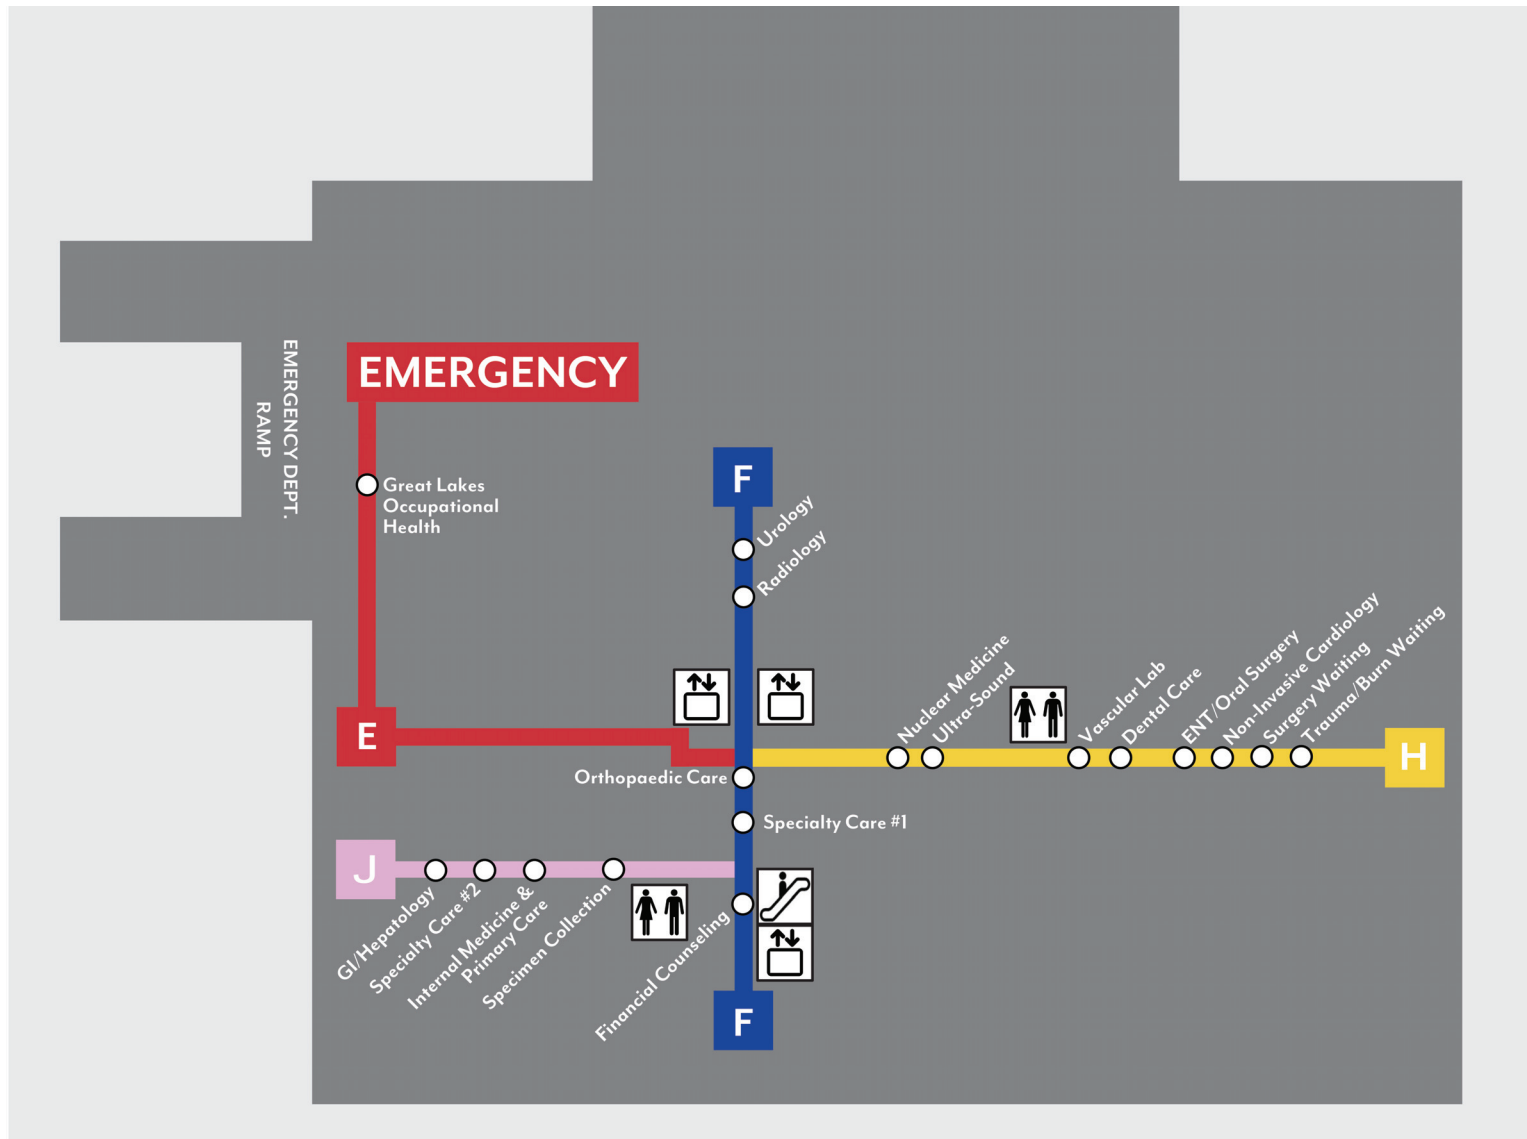 EMERGENCY
EMERGENCY DEPT.
RAMP
Great Lakes
Occupational
Health
F
Urology
Radiology
E
Nuclear Medicine
Ultra-Sound
Vascular Lab
Dental Care
ENT/Oral Surgery
Non-Invasive Cardiology
Surgery Waiting
Trauma/Burn Waiting
H
Orthopaedic Care
Specialty Care #1
J
GI/Hepatology
Specialty Care #2
Internal Medicine &
Primary Care
Specimen Collection
Financial Counseling
F